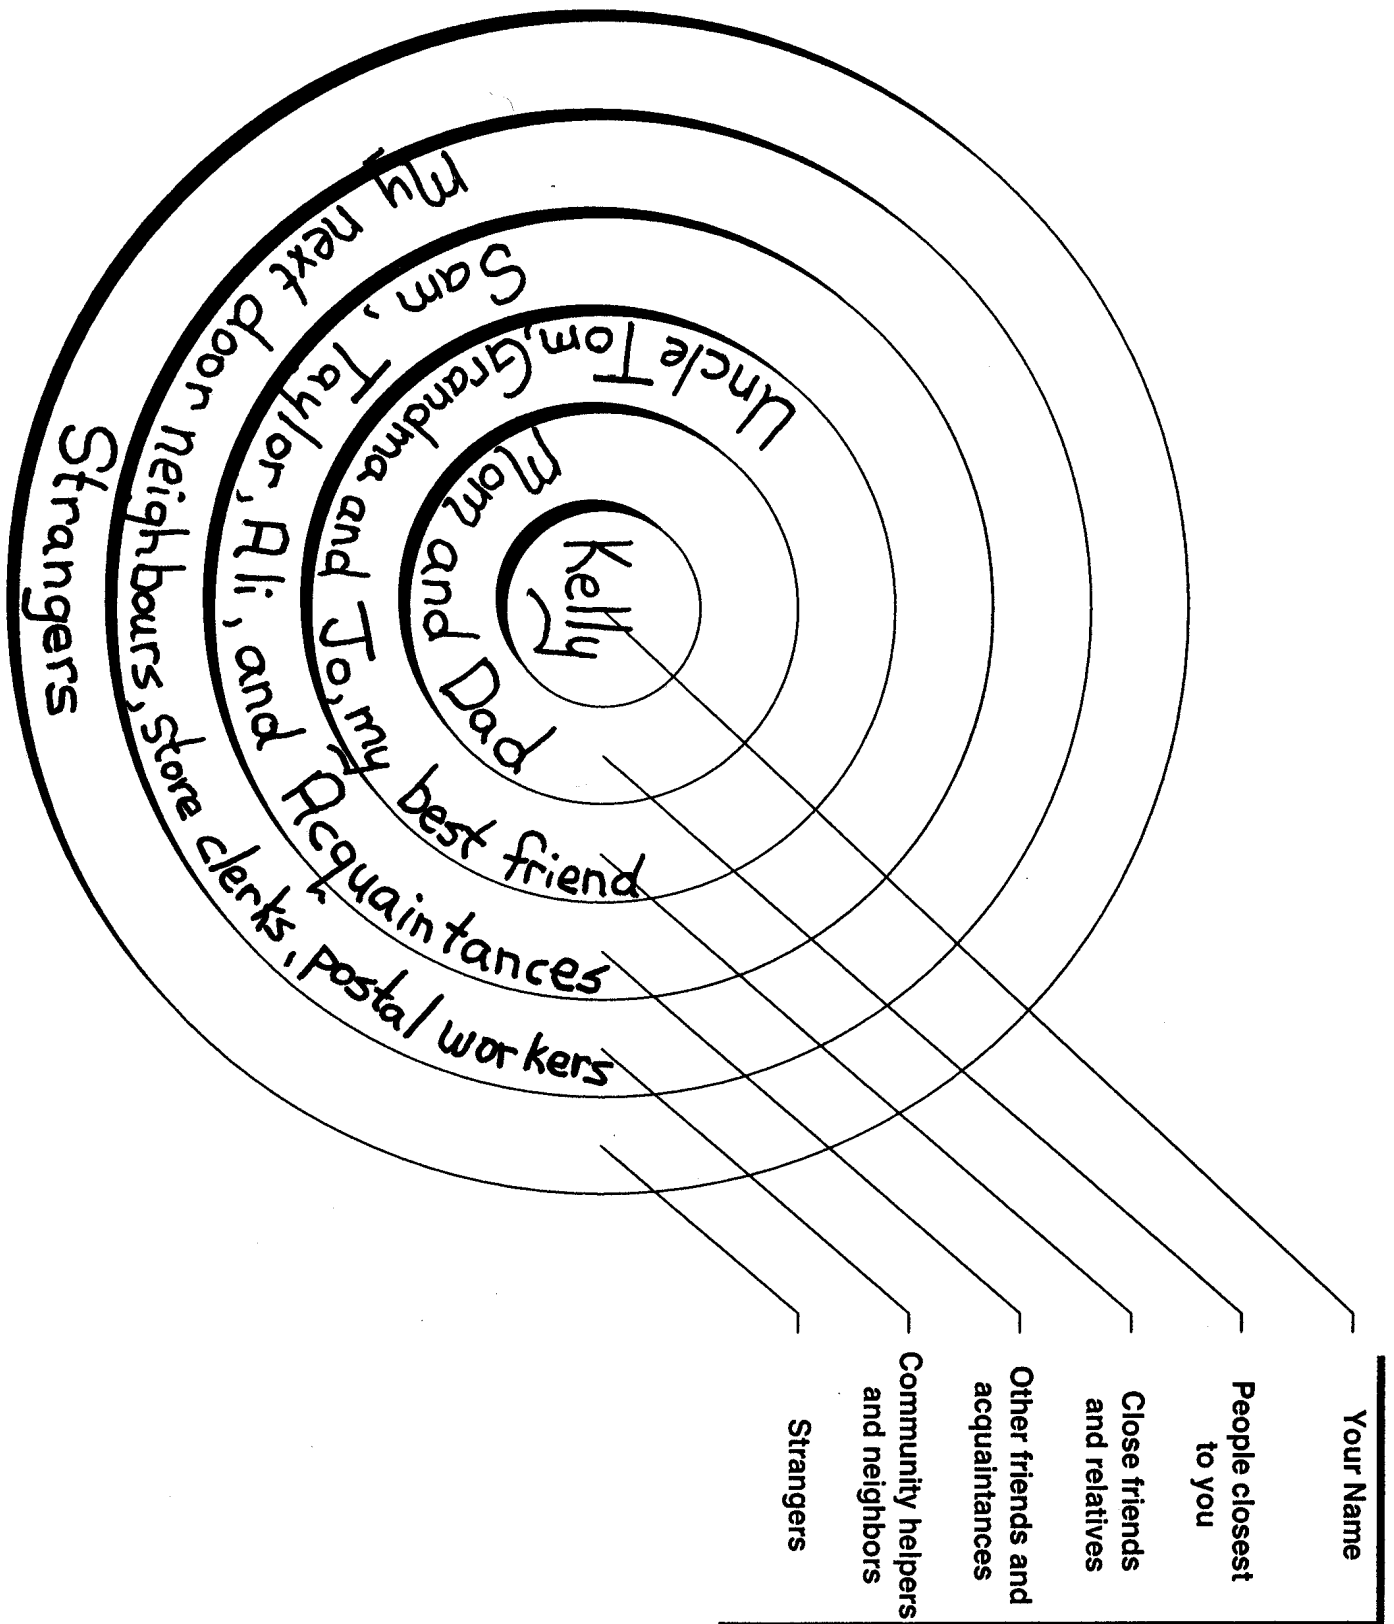 Your Name
People closest
to you
Close friends
and relatives
Other friends and
acquaintances
Community helpers
and neighbors
Strangers
Kelly
Mom and Dad
Uncle Tom, Grandma and Jo, my best friend
Sam, Taylor, Ali, and Acquaintances
My next door neighbours, store clerks, postal workers
Strangers